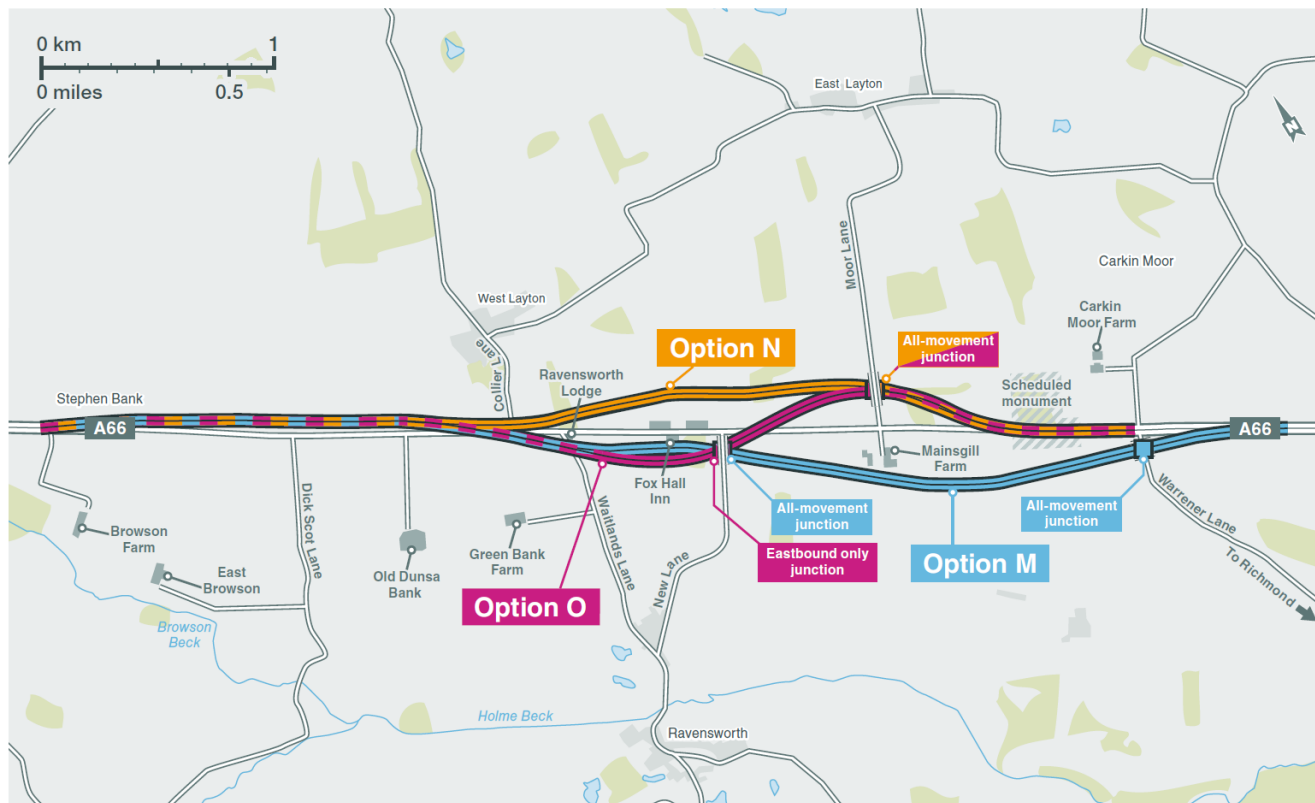 0 km 1
0 miles 0.5
East Layton
N
Moor Lane
Carkin Moor
West Layton
Collier Lane
Carkin
Moor Farm
Option N
All-movement
junction
Ravensworth
Lodge
Scheduled
monument
Stephen Bank
A66
A66
Mainsgill
Farm
Fox Hall
Inn
Dick Scot Lane
Waitlands Lane
Warrener Lane
All-movement
junction
All-movement
junction
Browson
Farm
Green Bank
Farm
New Lane
Eastbound only
junction
Option M
To Richmond
East
Browson
Old Dunsa
Bank
Option O
Browson
Beck
Holme Beck
Ravensworth